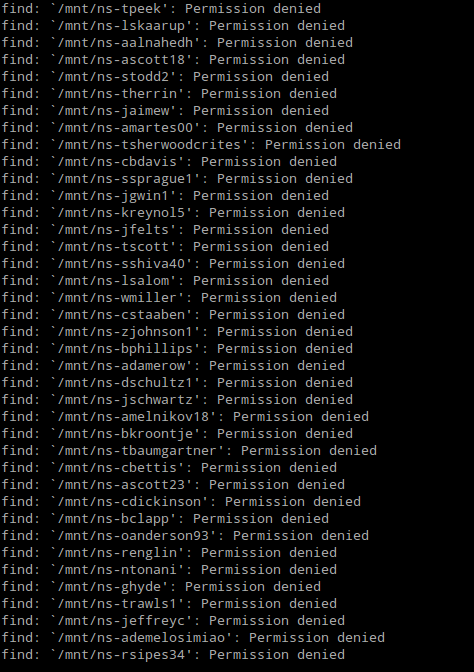 find: `/mnt/ns-tpeek': Permission denied
find: `/mnt/ns-lskaarup': Permission denied
find: `/mnt/ns-aalnahedh': Permission denied
find: `/mnt/ns-ascott18': Permission denied
find: `/mnt/ns-stodd2': Permission denied
find: `/mnt/ns-therrin': Permission denied
find: `/mnt/ns-jaimew': Permission denied
find: `/mnt/ns-amartes00': Permission denied
find: `/mnt/ns-tsherwoodcrites': Permission denied
find: `/mnt/ns-cbdavis': Permission denied
find: `/mnt/ns-ssprague1': Permission denied
find: `/mnt/ns-jgwin1': Permission denied
find: `/mnt/ns-kreynol5': Permission denied
find: `/mnt/ns-jfelts': Permission denied
find: `/mnt/ns-tscott': Permission denied
find: `/mnt/ns-sshiva40': Permission denied
find: `/mnt/ns-lsalom': Permission denied
find: `/mnt/ns-wmiller': Permission denied
find: `/mnt/ns-cstaaben': Permission denied
find: `/mnt/ns-zjohnson1': Permission denied
find: `/mnt/ns-bphillips': Permission denied
find: `/mnt/ns-adamerow': Permission denied
find: `/mnt/ns-dschultz1': Permission denied
find: `/mnt/ns-jschwartz': Permission denied
find: `/mnt/ns-amelnikov18': Permission denied
find: `/mnt/ns-bkroontje': Permission denied
find: `/mnt/ns-tbaumgartner': Permission denied
find: `/mnt/ns-cbettis': Permission denied
find: `/mnt/ns-ascott23': Permission denied
find: `/mnt/ns-cdickinson': Permission denied
find: `/mnt/ns-bclapp': Permission denied
find: `/mnt/ns-oanderson93': Permission denied
find: `/mnt/ns-renglin': Permission denied
find: `/mnt/ns-ntonani': Permission denied
find: `/mnt/ns-ghyde': Permission denied
find: `/mnt/ns-trawls1': Permission denied
find: `/mnt/ns-jeffreyc': Permission denied
find: `/mnt/ns-ademelosimiao': Permission denied
find: `/mnt/ns-rsipes34': Permission denied